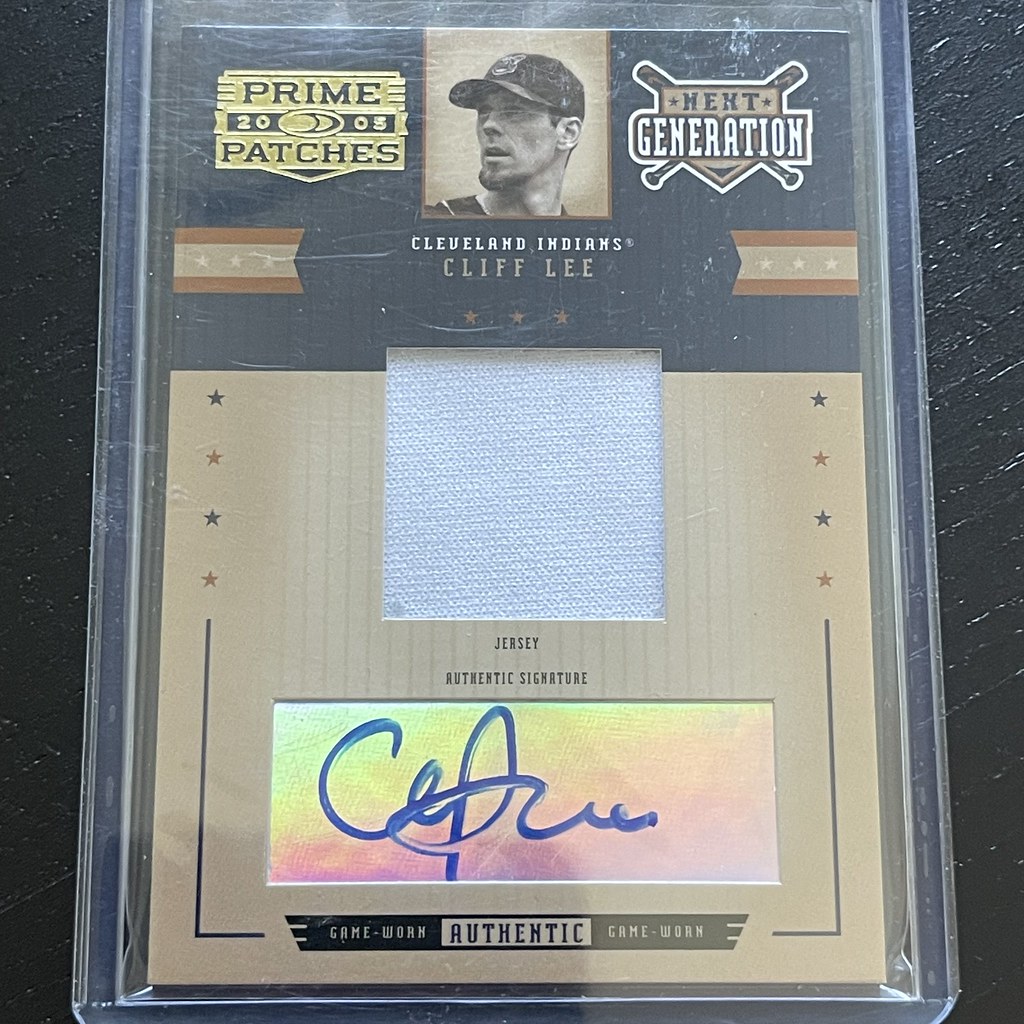 PRIME
2005
PATCHES
NEXT
GENERATION
CLEVELAND INDIANS®
CLIFF LEE
JERSEY
AUTHENTIC SIGNATURE
GAME-WORN AUTHENTIC GAME-WORN